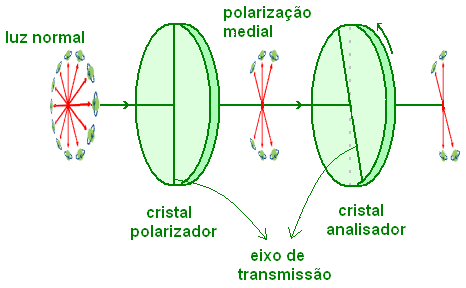 luz normal
polarização
medial
cristal
polarizador
cristal
analisador
eixo de
transmissão